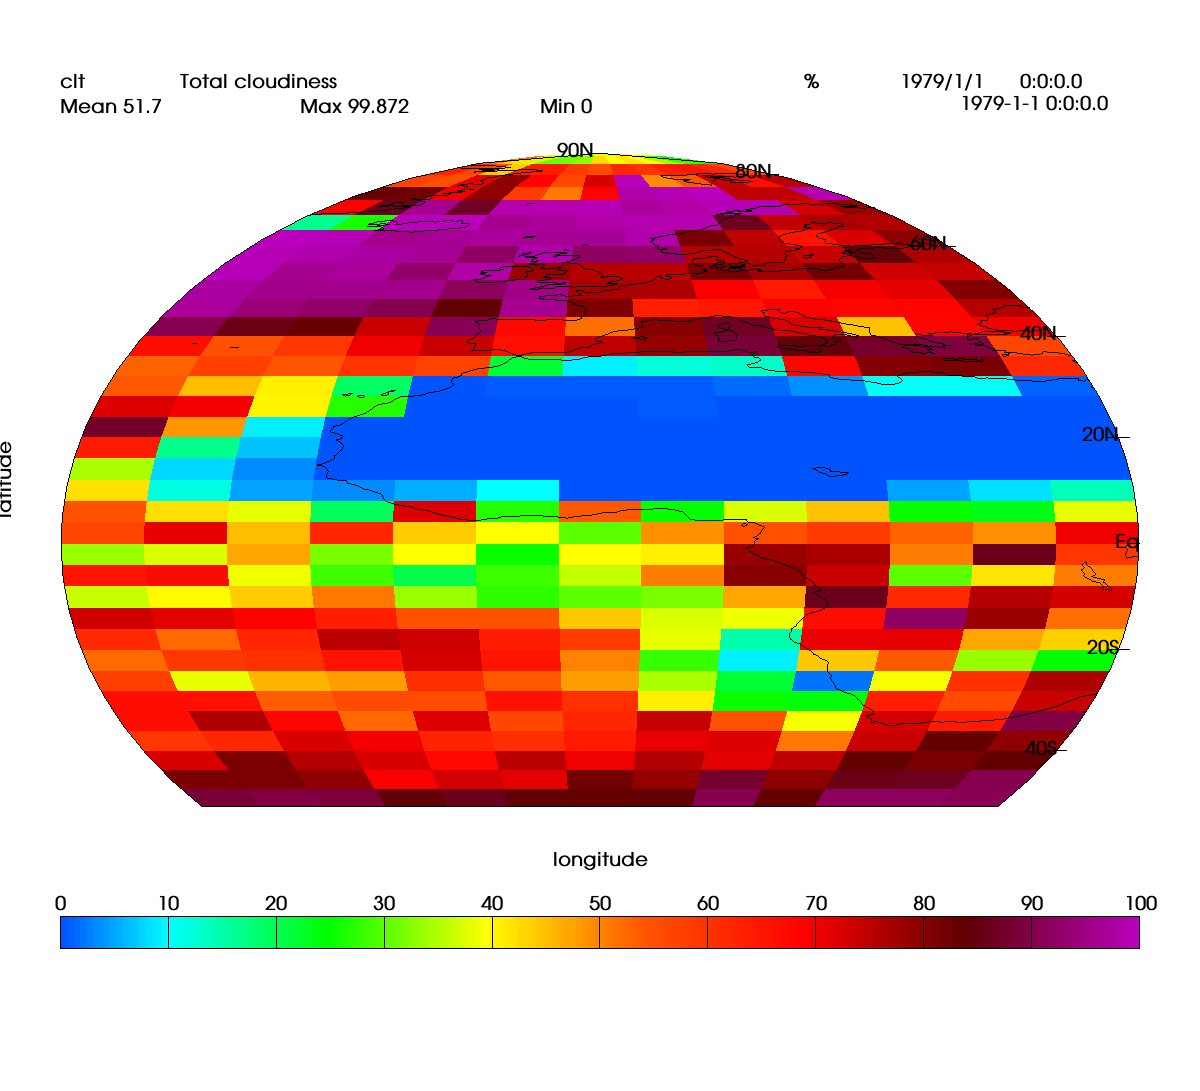 clt Total cloudiness % 1979/1/1 0:0:0.0
Mean 51.7 Max 99.872 Min 0 1979-1-1 0:0:0.0
90N
80N
60N
40N
20N
latitude
Eq
20S
40S
longitude
0 10 20 30 40 50 60 70 80 90 100